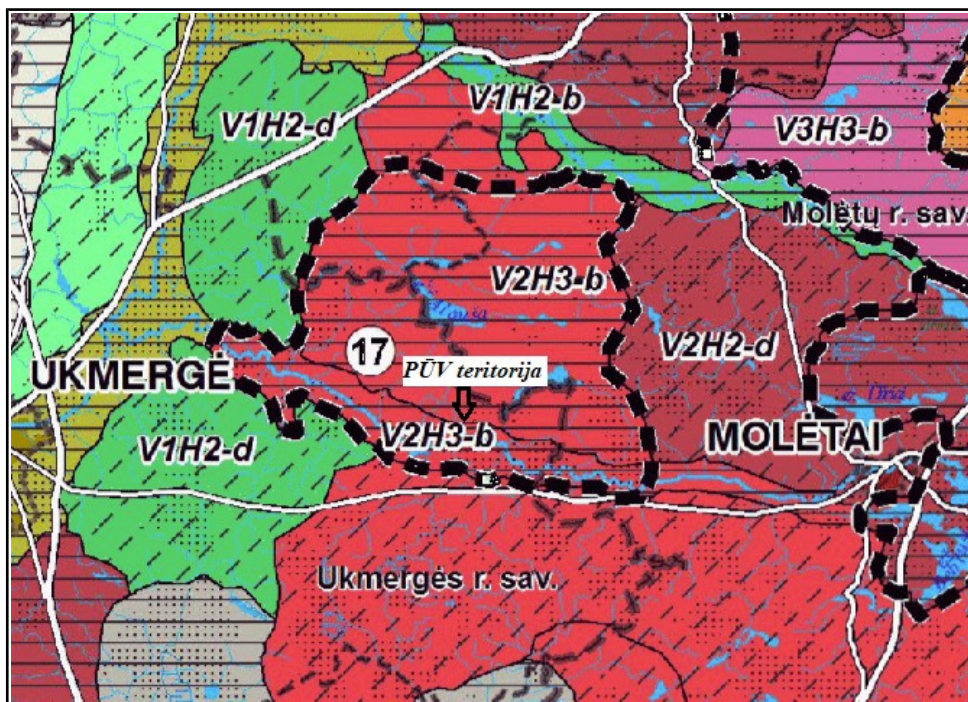 V1H2-b
V1H2-d
V3H3-b
Molėtų r. sav.
V2H3-b
17
V2H2-d
PŪV teritorija
UKMERGĖ
V2H3-b
MOLĖTAI
V1H2-d
Ukmergės r. sav.